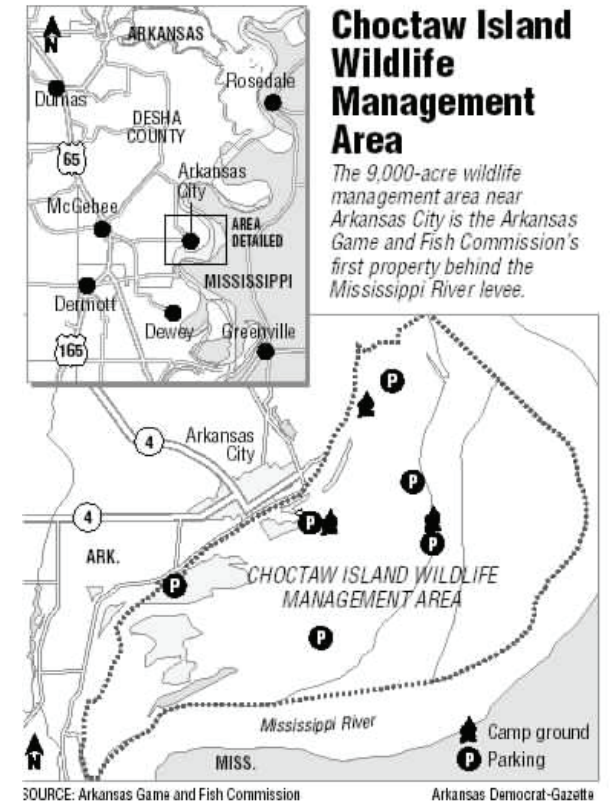 Choctaw Island
Wildlife
Management
Area
The 9,000-acre wildlife
management area near
Arkansas City is the Arkansas
Game and Fish Commission's
first property behind the
Mississippi River levee.
N
ARKANSAS
Rosedale
Dumas
DESHA
COUNTY
65
Arkansas
City
McGehee
AREA
DETAILED
MISSISSIPPI
Dermott
Dewey
Greenville
165
P
4
Arkansas
City
P
4
P
ARK.
P
P
CHOCTAW ISLAND WILDLIFE
MANAGEMENT AREA
P
Mississippi River
Camp ground
N
MISS.
P Parking
SOURCE: Arkansas Game and Fish Commission
Arkansas Democrat-Gazette